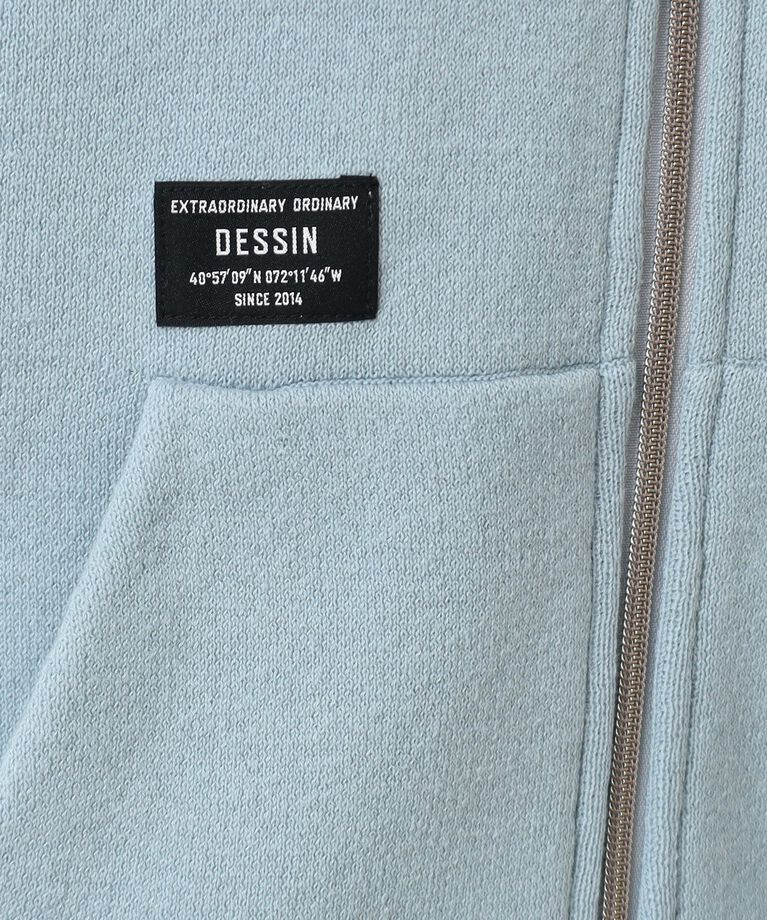 EXTRAORDINARY ORDINARY
DESSIN
40°57'09"N 072°11'46"W
SINCE 2014